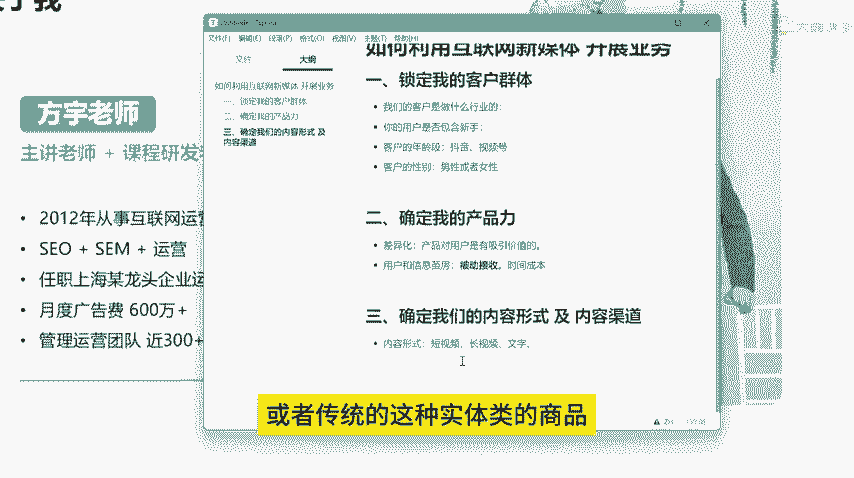 于我
方宇老师
主讲老师 + 课程研发
2012年从事互联网运营
SEO + SEM + 运营
任职上海某龙头企业运
月度广告费 600万+
管理运营团队 近300+
文件(F) 编辑(E) 段落(P) 格式(O) 视图(V) 主题(T) 帮助(H)
文件 大纲
如何利用互联网新媒体 开展业务
一、锁定我的客户群体
二、确定我的产品力
三、确定我们的内容形式 及
内容渠道
如何利用互联网新媒体 开展业务
一、锁定我的客户群体
我们的客户是做什么行业的：
你的用户是否包含新手；
客户的年龄段：抖音、视频号
客户的性别：男性或者女性
二、确定我的产品力
差异化：产品对用户是有吸引价值的。
用户和信息茧房：被动接收。时间成本
三、确定我们的内容形式 及 内容渠道
内容形式：短视频、长视频、文字、
或者传统的这种实体类的商品